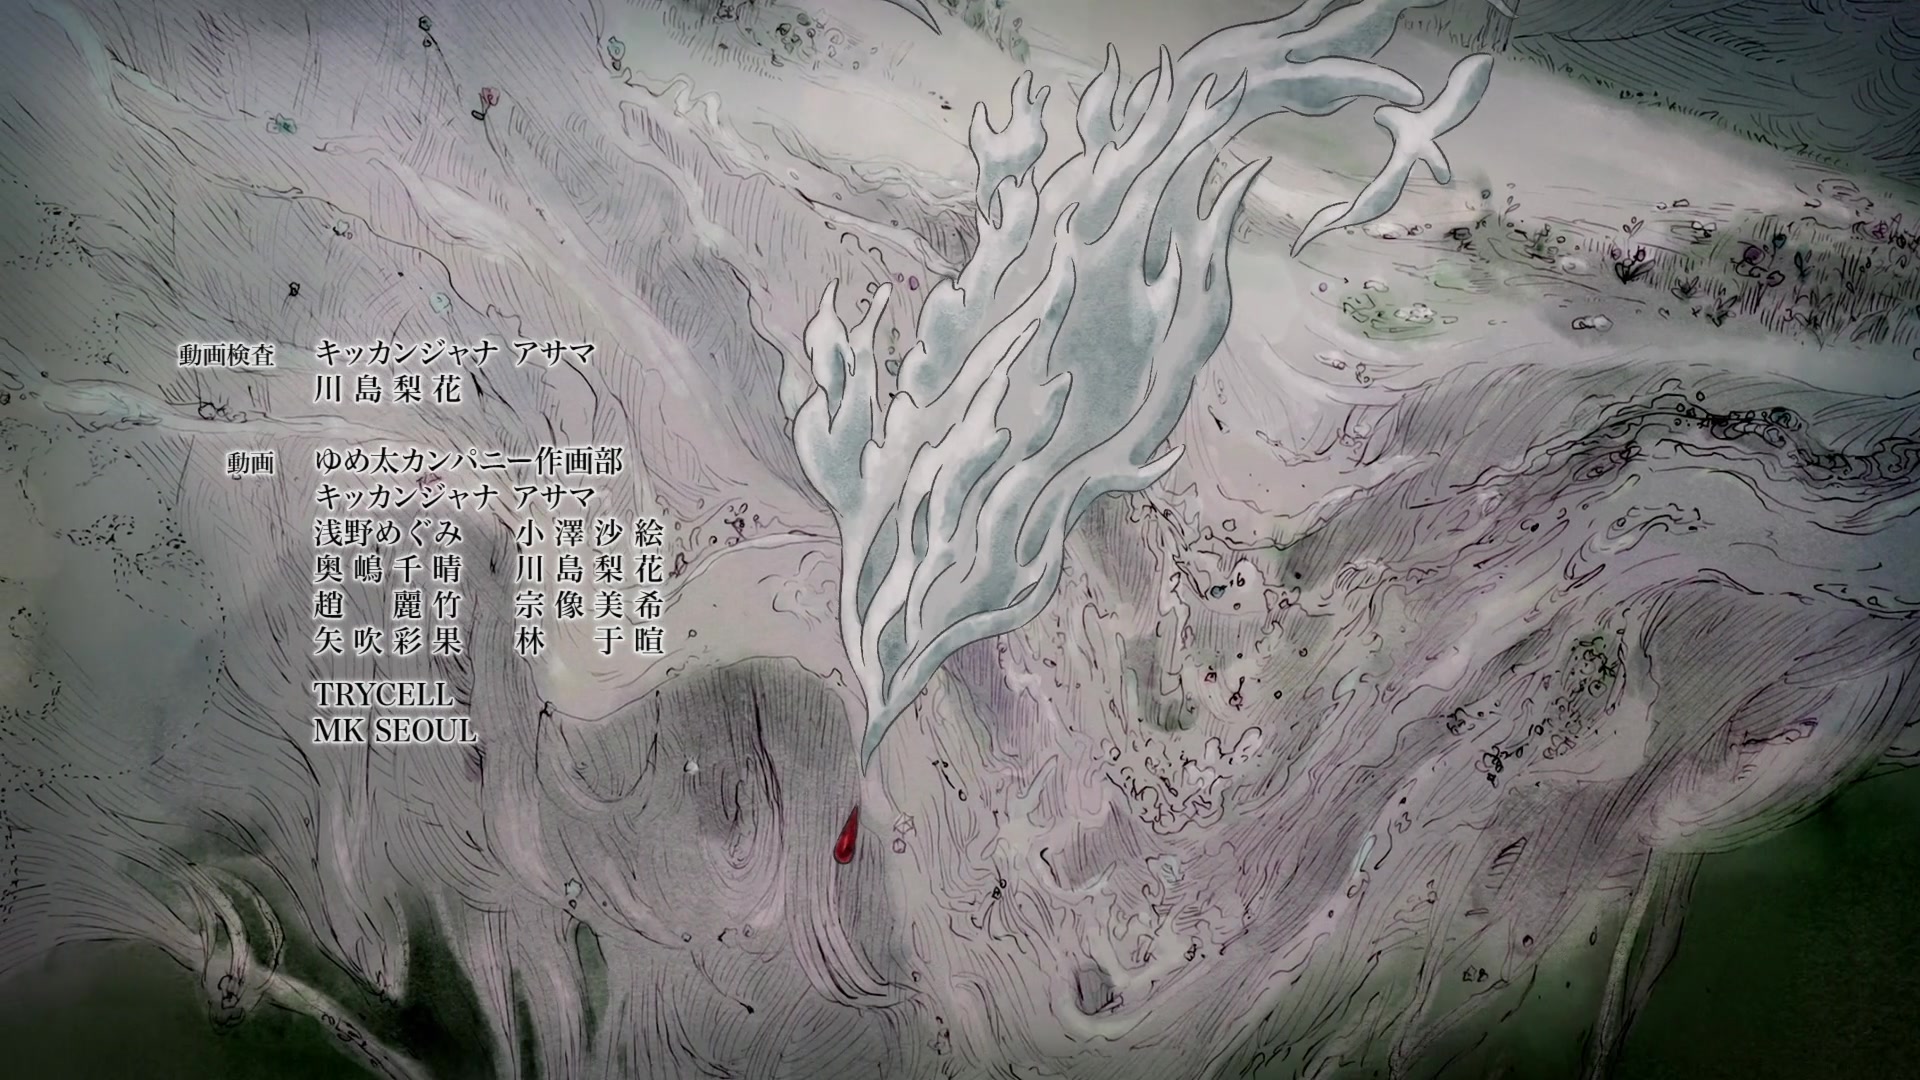 動画検査 キッカンジャナ アサマ
川島梨花
動画 ゆめ太カンパニー作画部
キッカンジャナ アサマ
浅野めぐみ 小澤沙絵
奥嶋千晴 川島梨花
趙麗竹 宗像美希
矢吹彩果 林于暄
TRYCELL
MK SEOUL